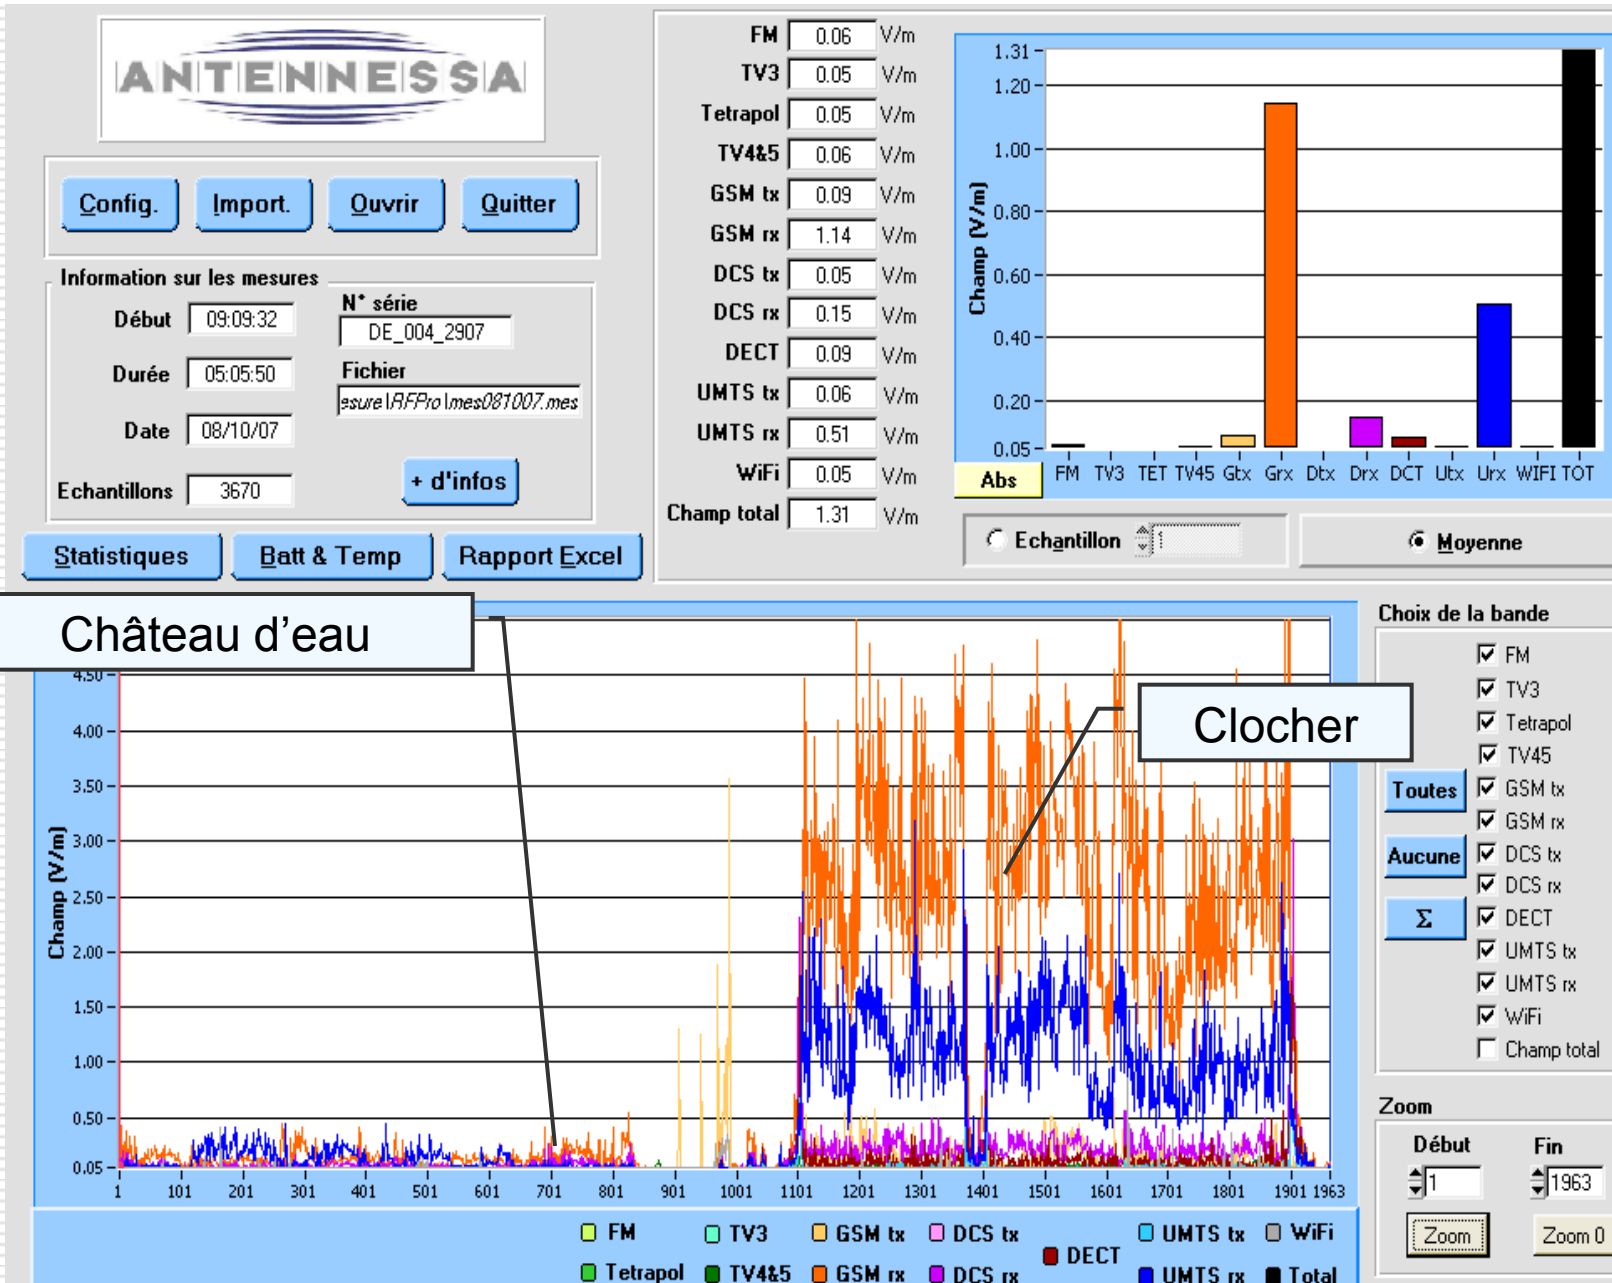 ANTENNESSA
Config. Import. Ouvrir Quitter
Information sur les mesures
Début 09:09:32
N° série
DE_004_2907
Durée 05:05:50
Fichier
esure\RFPro\mes081007.mes
Date 08/10/07
Echantillons 3670
+ d'infos
Statistiques Batt & Temp Rapport Excel
FM 0.06 V/m
TV3 0.05 V/m
Tetrapol 0.05 V/m
TV4&5 0.06 V/m
GSM tx 0.09 V/m
GSM rx 1.14 V/m
DCS tx 0.05 V/m
DCS rx 0.15 V/m
DECT 0.09 V/m
UMTS tx 0.06 V/m
UMTS rx 0.51 V/m
WiFi 0.05 V/m
Champ total 1.31 V/m
Champ (V/m)
1.31
1.20
1.00
0.80
0.60
0.40
0.20
0.05
Abs
FM TV3 TET TV45 Gtx Grx Dtx Drx DCT Utx Urx WIFI TOT
Echantillon 1
Moyenne
Château d'eau
Clocher
Champ (V/m)
4.50
4.00
3.50
3.00
2.50
2.00
1.50
1.00
0.50
0.05
1 101 201 301 401 501 601 701 801 901 1001 1101 1201 1301 1401 1501 1601 1701 1801 1901 1963
FM TV3 GSM tx DCS tx DECT UMTS tx WiFi
Tetrapol TV4&5 GSM rx DCS rx UMTS rx Total
Choix de la bande
FM
TV3
Tetrapol
TV45
GSM tx
GSM rx
DCS tx
DCS rx
DECT
UMTS tx
UMTS rx
WiFi
Champ total
Toutes
Aucune
Σ
Zoom
Début Fin
1 1963
Zoom Zoom 0